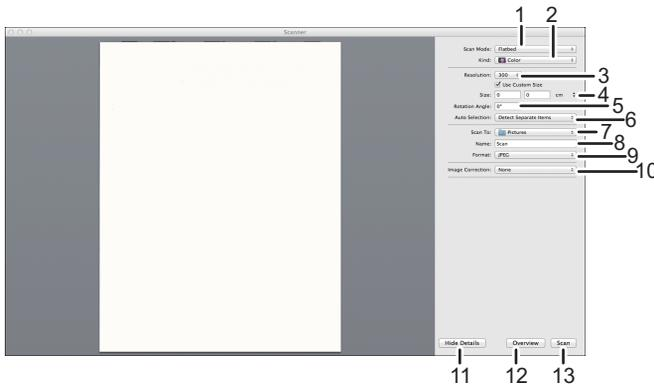 1
2
Scanner
Scan Mode: Flatbed
Kind: Color
Resolution: 300
3
Use Custom Size
Size: 0 0 cm
4
Rotation Angle: 0°
5
Auto Selection: Detect Separate Items
6
Scan To: Pictures
7
Name: Scan
8
Format: JPEG
9
Image Correction: None
10
Hide Details
Overview
Scan
11
12
13